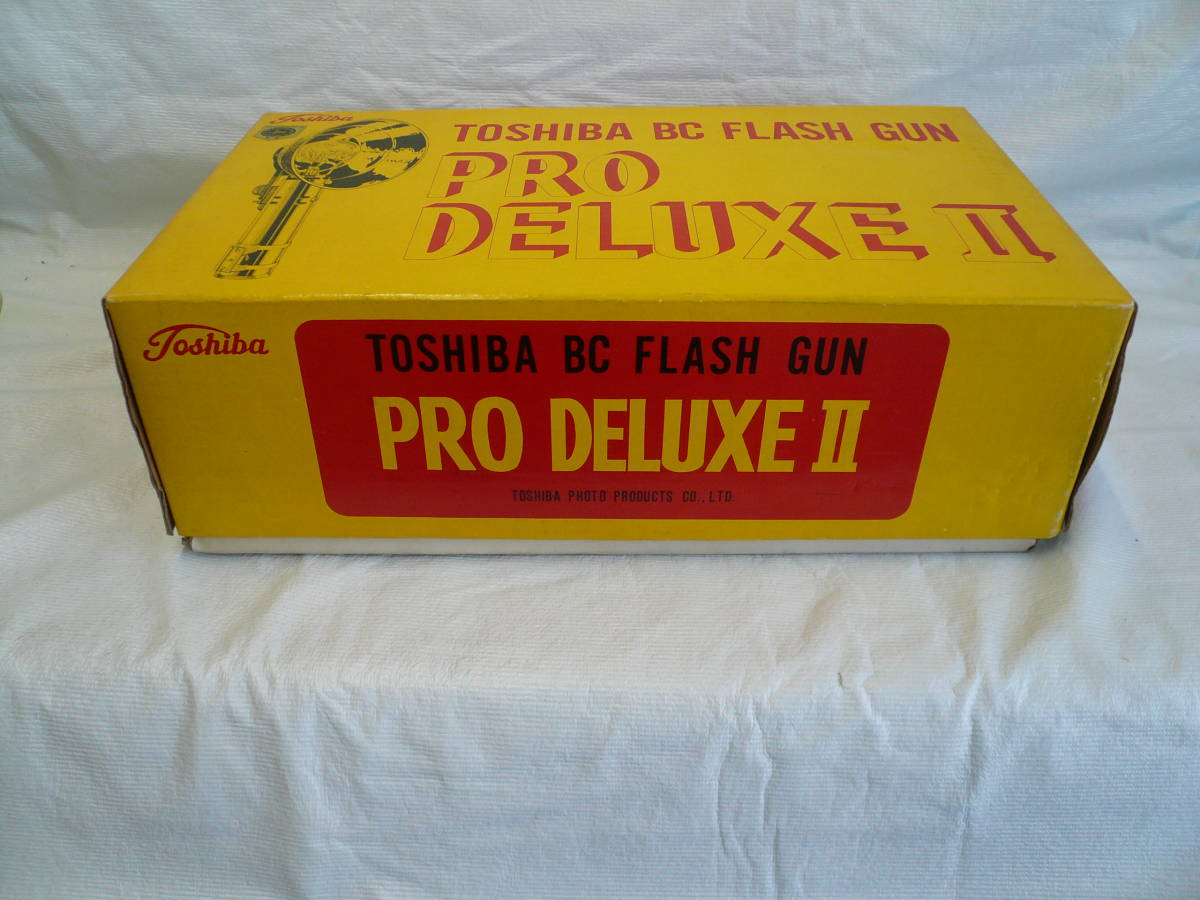 Toshiba
TOSHIBA BC FLASH GUN
PRO
DELUXE II
Toshiba
TOSHIBA BC FLASH GUN
PRO DELUXE II
TOSHIBA PHOTO PRODUCTS CO., LTD.